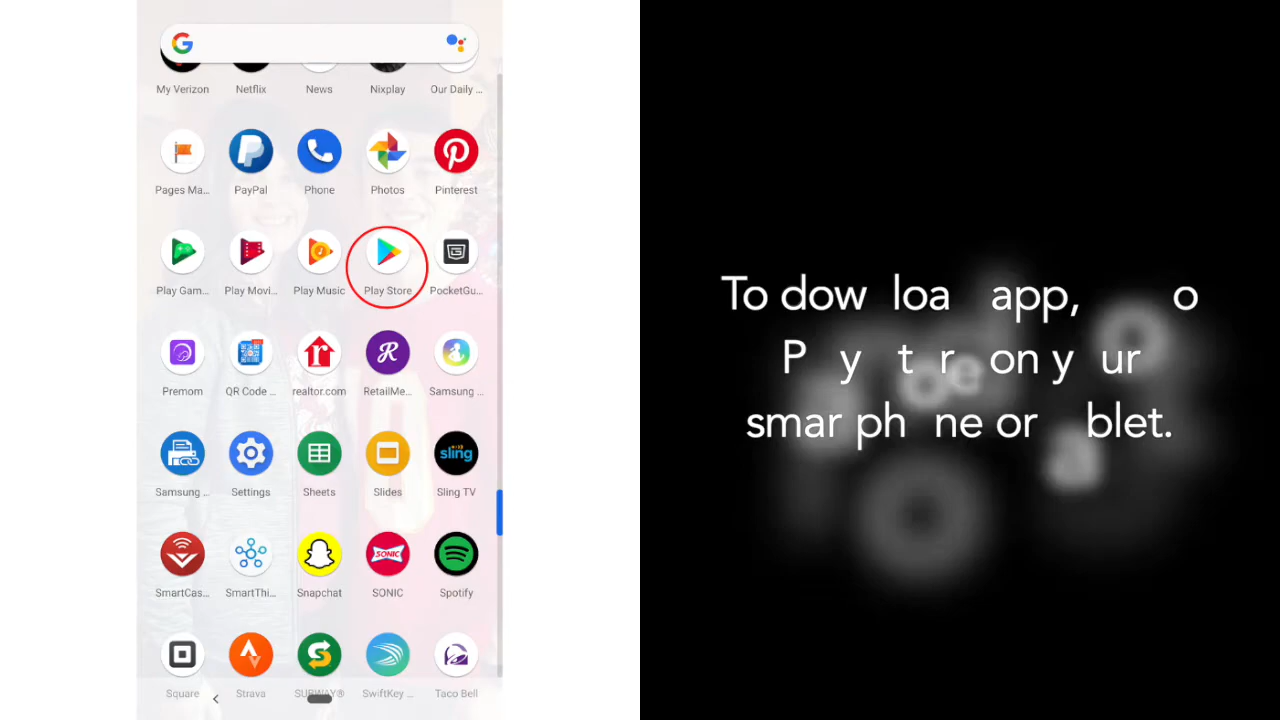 My Verizon Netflix News Nixplay Our Daily ...
Pages Ma... PayPal Phone Photos Pinterest
Play Gam... Play Movi... Play Music Play Store PocketGu...
Premom QR Code ... realtor.com RetailMe... Samsung ...
Samsung ... Settings Sheets Slides sling Sling TV
SmartCas... SmartThi... Snapchat SONIC SONIC Spotify
Square Strava SUBWAY® SwiftKey ... Taco Bell
To dow loa app, o
P y t r on y ur
smar ph ne or blet.